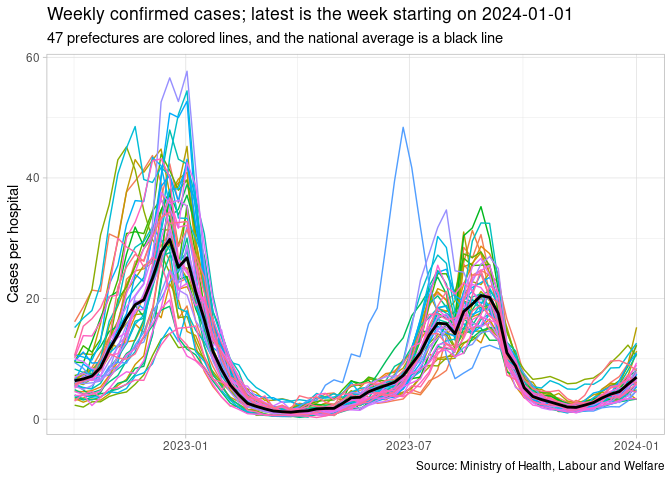 Weekly confirmed cases; latest is the week starting on 2024-01-01
47 prefectures are colored lines, and the national average is a black line
Cases per hospital
60
40
20
0
2023-01
2023-07
2024-01
Source: Ministry of Health, Labour and Welfare